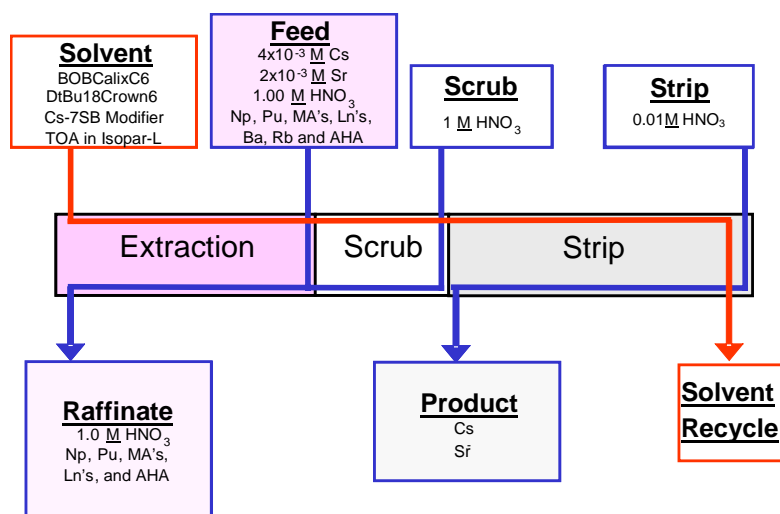 Solvent
BOBCalixC6
DtBu18Crown6
Cs-7SB Modifier
TOA in Isopar-L
Feed
4x10⁻³ M Cs
2x10⁻³ M Sr
1.00 M HNO₃
Np, Pu, MA's, Ln's,
Ba, Rb and AHA
Scrub
1 M HNO₃
Strip
0.01M HNO₃
Extraction
Scrub
Strip
Raffinate
1.0 M HNO₃
Np, Pu, MA's,
Ln's, and AHA
Product
Cs
Sr
Solvent
Recycle